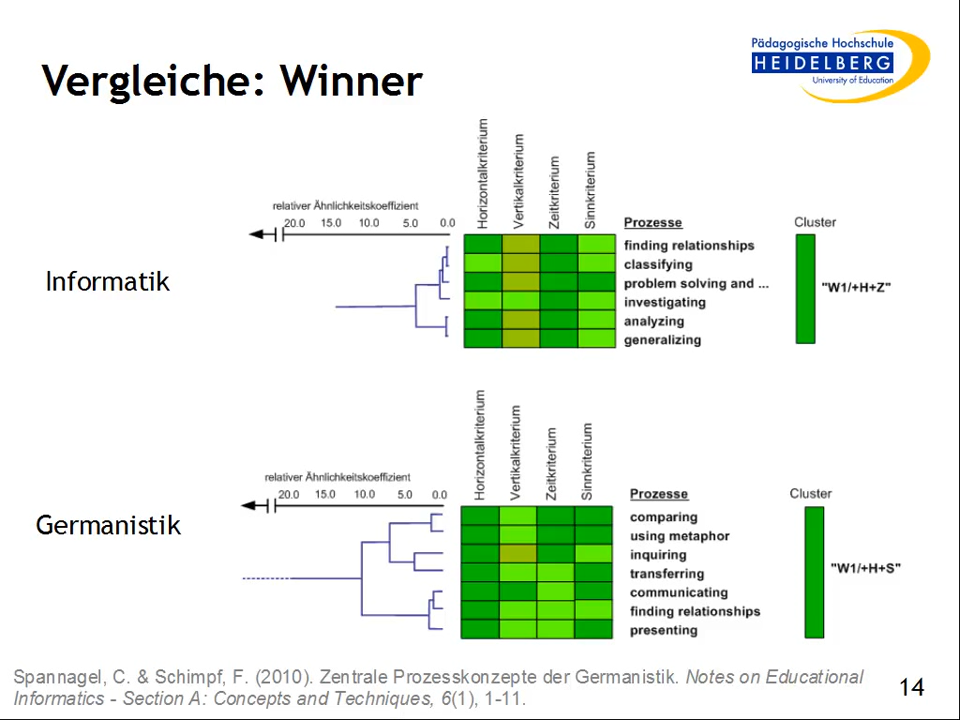 Vergleiche: Winner
Pädagogische Hochschule
HEIDELBERG
University of Education
Informatik
relativer Ähnlichkeitskoeffizient
20.0 15.0 10.0 5.0 0.0
Horizontalkriterium
Vertikalkriterium
Zeitkriterium
Sinnkriterium
Prozesse
finding relationships
classifying
problem solving and ...
investigating
analyzing
generalizing
Cluster
"W1/+H+Z"
Germanistik
relativer Ähnlichkeitskoeffizient
20.0 15.0 10.0 5.0 0.0
Horizontalkriterium
Vertikalkriterium
Zeitkriterium
Sinnkriterium
Prozesse
comparing
using metaphor
inquiring
transferring
communicating
finding relationships
presenting
Cluster
"W1/+H+S"
Spannagel, C. & Schimpf, F. (2010). Zentrale Prozesskonzepte der Germanistik. Notes on Educational
Informatics - Section A: Concepts and Techniques, 6(1), 1-11.
14